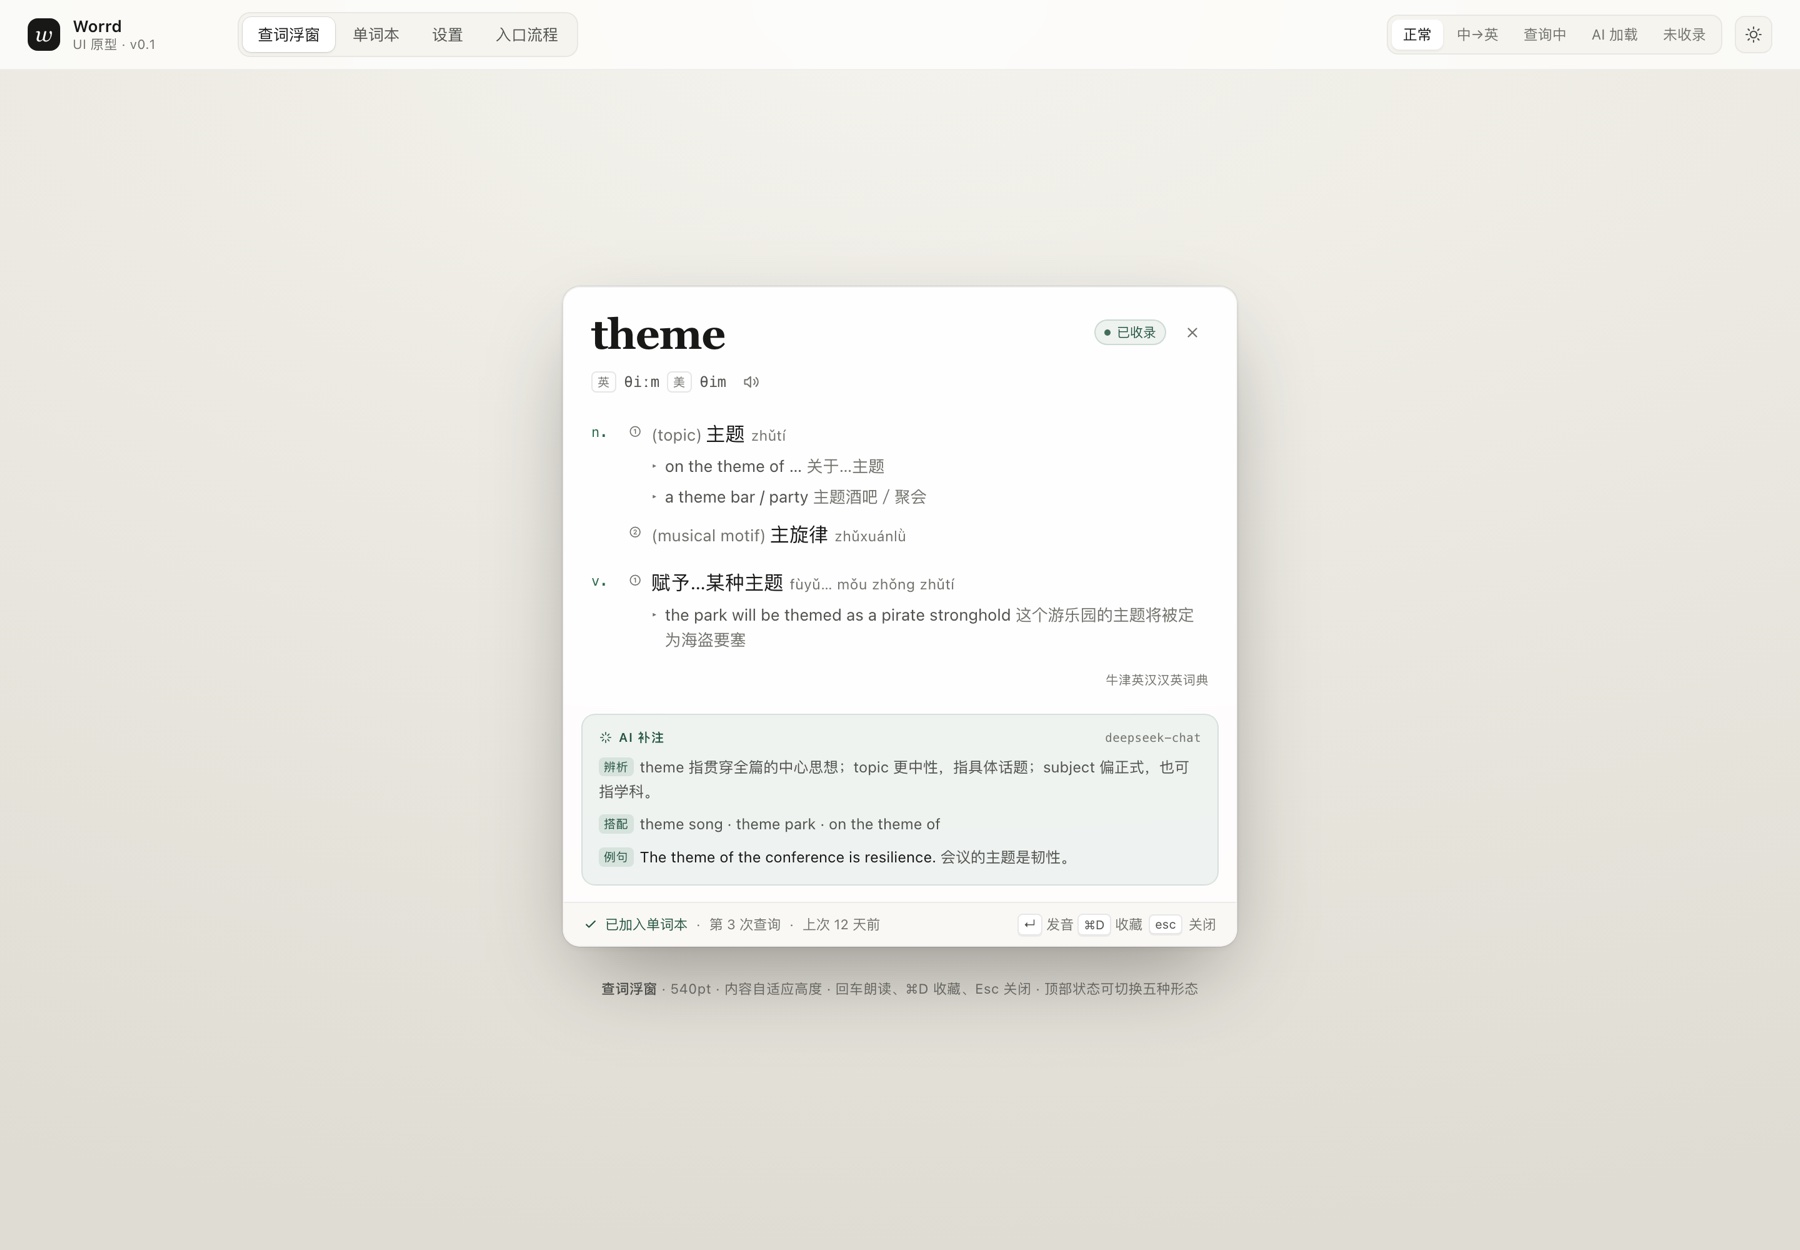 w
Worrd
UI 原型 · v0.1
查词浮窗 单词本 设置 入口流程
正常 中→英 查询中 AI 加载 未收录
theme
已收录 ×
英 θiːm 美 θim
n. ① (topic) 主题 zhǔtí
‣ on the theme of … 关于…主题
‣ a theme bar / party 主题酒吧 / 聚会
② (musical motif) 主旋律 zhǔxuánlǜ
v. ① 赋予…某种主题 fùyǔ… mǒu zhǒng zhǔtí
‣ the park will be themed as a pirate stronghold 这个游乐园的主题将被定
为海盗要塞
牛津英汉汉英词典
AI 补注 deepseek-chat
辨析 theme 指贯穿全篇的中心思想；topic 更中性，指具体话题；subject 偏正式，也可
指学科。
搭配 theme song · theme park · on the theme of
例句 The theme of the conference is resilience. 会议的主题是韧性。
✓ 已加入单词本 · 第 3 次查询 · 上次 12 天前 ↵ 发音 ⌘D 收藏 esc 关闭
查词浮窗 · 540pt · 内容自适应高度 · 回车朗读、⌘D 收藏、Esc 关闭 · 顶部状态可切换五种形态